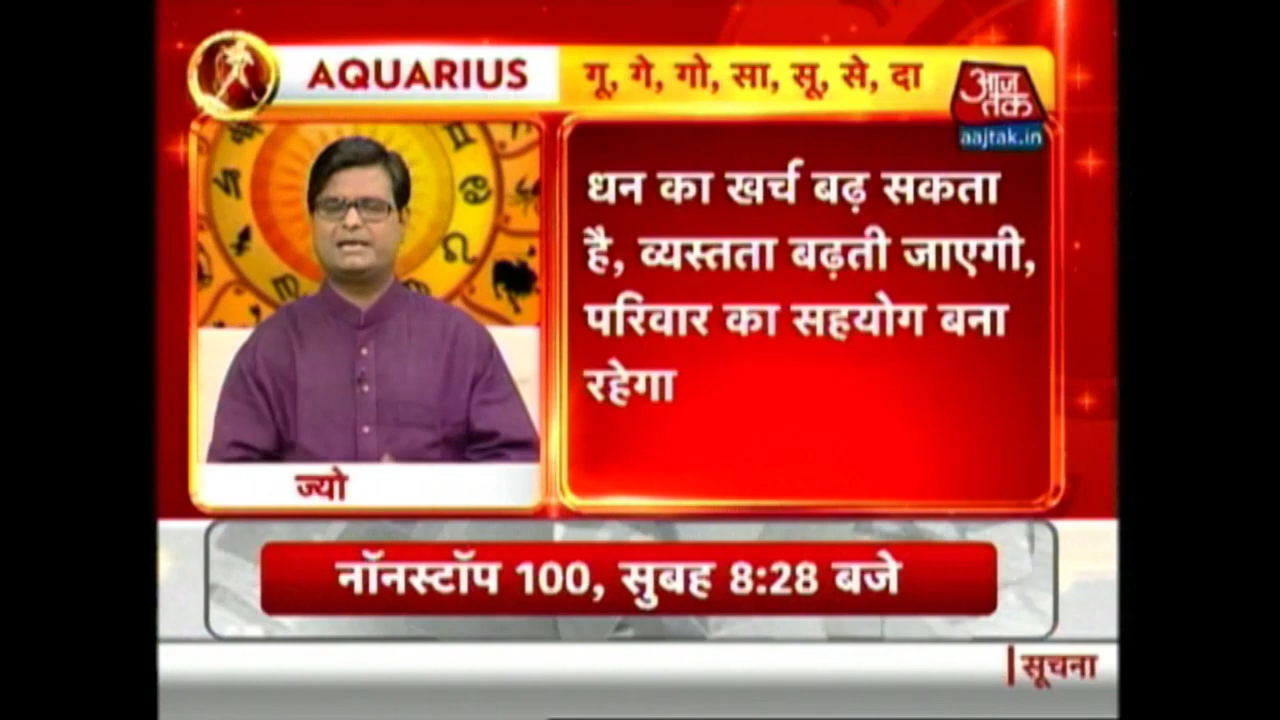 AQUARIUS
गू, गे, गो, सा, सू, से, दा
आज तक
aajtak.in
धन का खर्च बढ़ सकता
है, व्यस्तता बढ़ती जाएगी,
परिवार का सहयोग बना
रहेगा
ज्यो
नॉनस्टॉप 100, सुबह 8:28 बजे
सूचना